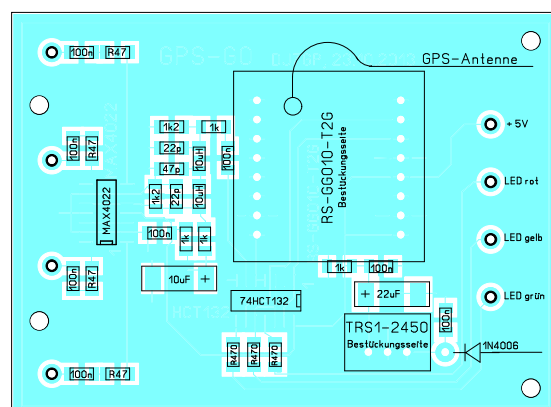 GPS-GO
GPS-Antenne
100n
R47
1k2
1k
22p
10uH
100n
47p
100n
R47
+5V
RS-GG010-T2G
Bestückungsseite
LED rot
1k2
22p
10uH
MAX4022
100n
1k
1k
LED gelb
100n
R47
10uF +
1k
100n
+ 22uF
LED grün
74HCT132
100n
TRS1-2450
Bestückungsseite
1N4006
R470
R470
R470
100n
R47